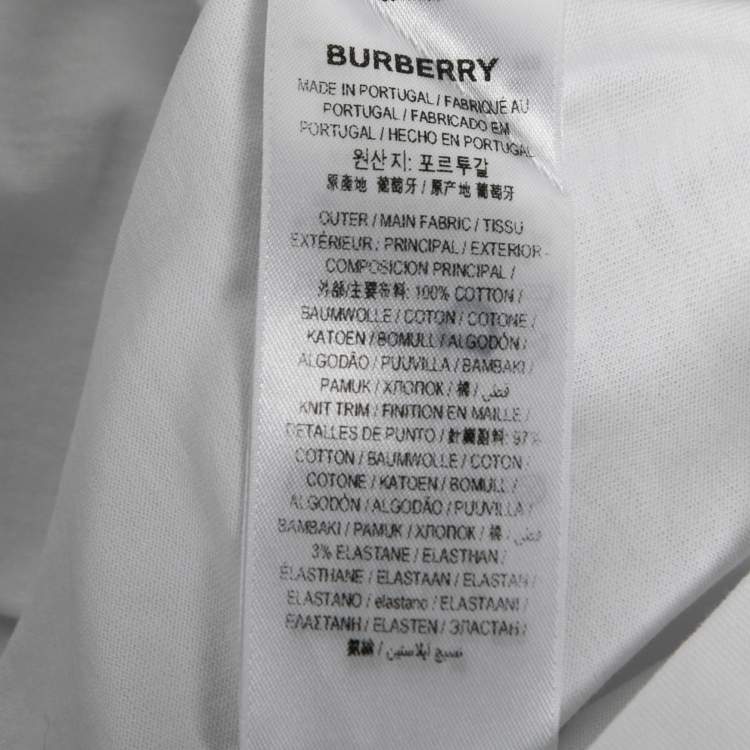 BURBERRY
MADE IN PORTUGAL / FABRIQUÉ AU
PORTUGAL / FABRICADO EM
PORTUGAL / HECHO EN PORTUGAL
원산지: 포르투갈
原產地 葡萄牙 / 原产地 葡萄牙
OUTER / MAIN FABRIC / TISSU
EXTÉRIEUR: PRINCIPAL / EXTERIOR-
COMPOSICION PRINCIPAL /
外部/主要布料: 100% COTTON /
BAUMWOLLE / COTON / COTONE /
KATOEN / BOMULL / ALGODÓN /
ALGODÃO / PUUVILLA / BAMBAKI /
PAMUK / ХЛОПОК / 棉 / قطن /
KNIT TRIM / FINITION EN MAILLE /
DETALLES DE PUNTO / 針織副料: 97%
COTTON / BAUMWOLLE / COTON /
COTONE / KATOEN / BOMULL /
ALGODÓN / ALGODÃO / PUUVILLA /
BAMBAKI / PAMUK / ХЛОПОК / 棉 / قطن
3% ELASTANE / ELASTHAN /
ÉLASTHANE / ELASTAAN / ELASTAN /
ELASTANO / elastano / ELASTAANI /
ΕΛΑΣΤΑΝΗ / ELASTEN / ЭЛАСТАН /
氨綸 / نسيج إيلاستين